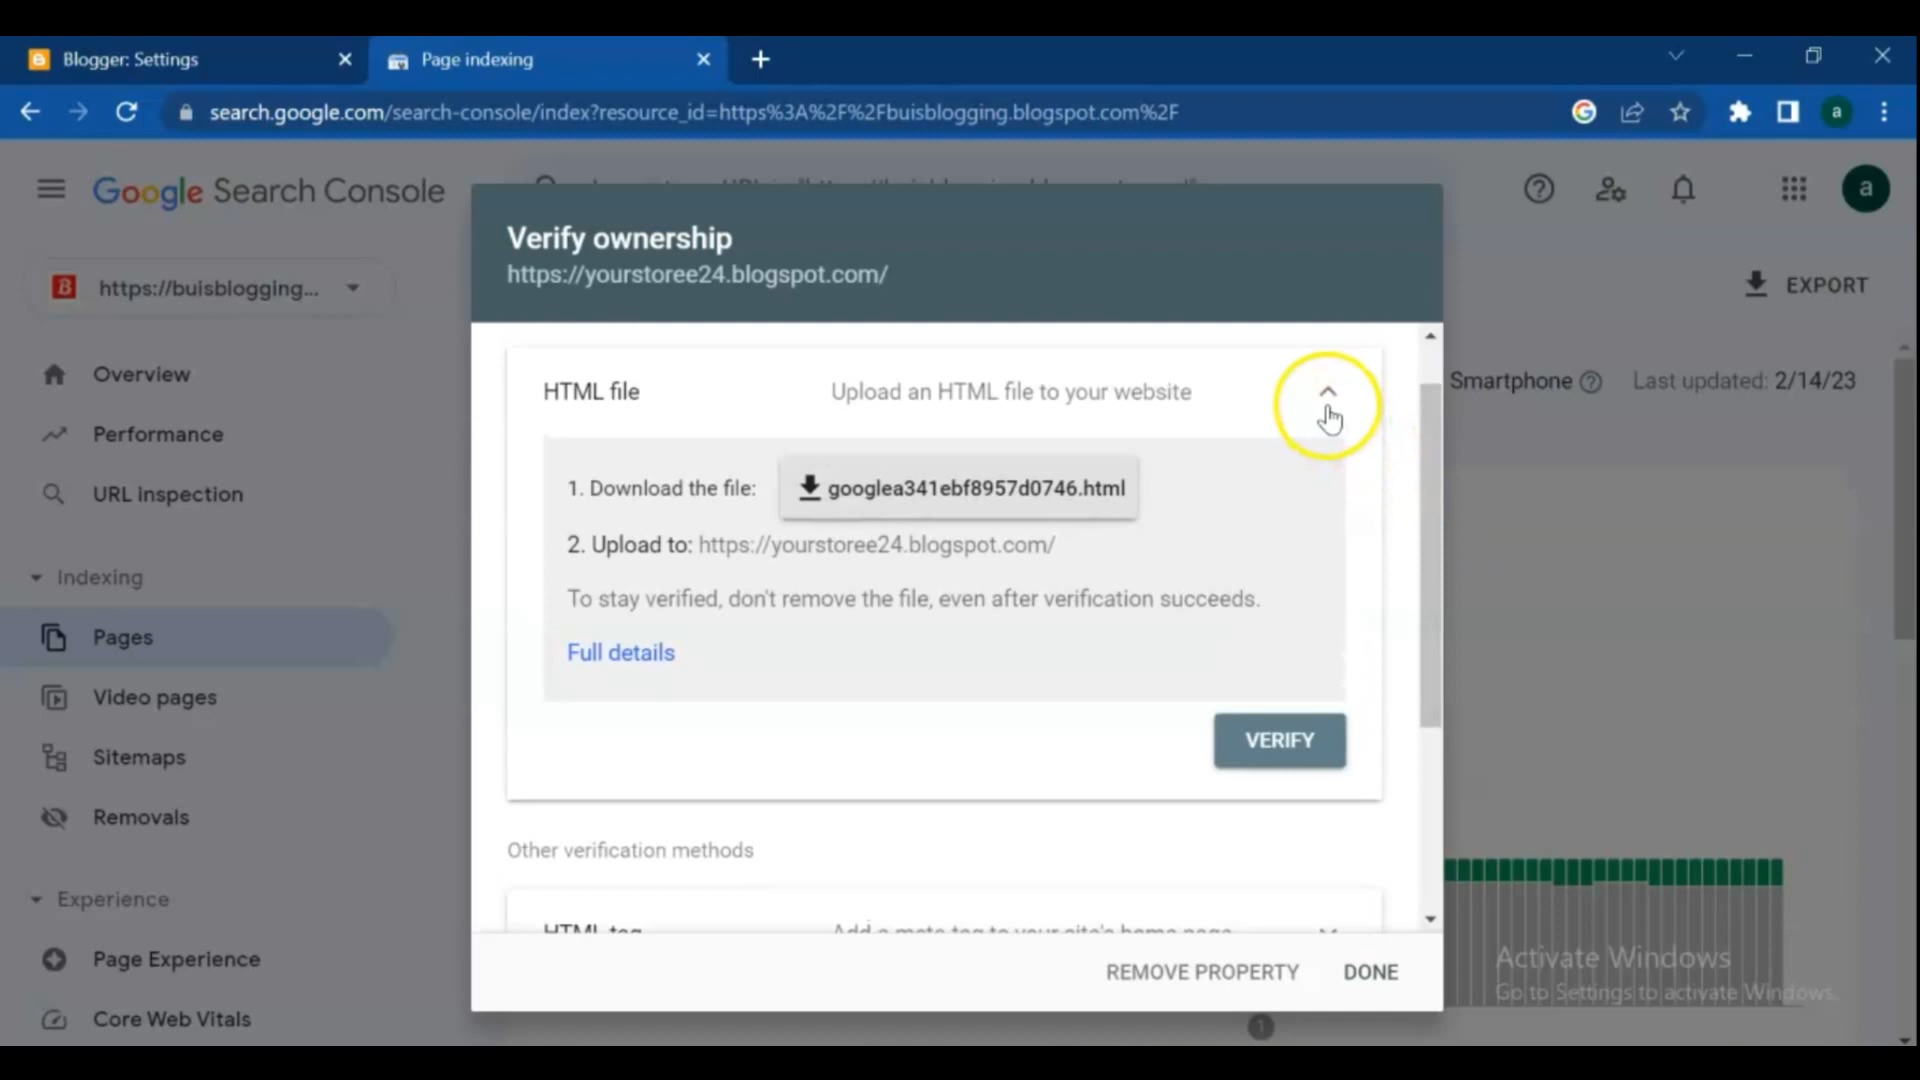 Blogger: Settings
Page indexing
search.google.com/search-console/index?resource_id=https%3A%2F%2Fbuisblogging.blogspot.com%2F
a
Google Search Console
a
Verify ownership
https://yourstoree24.blogspot.com/
https://buisblogging...
EXPORT
HTML file
Upload an HTML file to your website
Smartphone
Last updated: 2/14/23
Overview
Performance
URL inspection
1. Download the file:
googlea341ebf8957d0746.html
2. Upload to: https://yourstoree24.blogspot.com/
To stay verified, don't remove the file, even after verification succeeds.
Full details
VERIFY
Indexing
Pages
Video pages
Sitemaps
Removals
Other verification methods
HTML tag
Add a meta tag to your site's home page
Experience
Page Experience
Core Web Vitals
REMOVE PROPERTY
DONE
Activate Windows
Go to Settings to activate Windows.
1